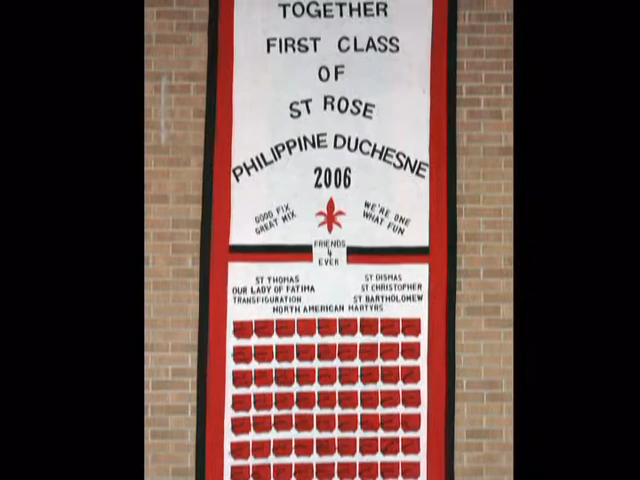 TOGETHER
FIRST CLASS
OF
ST ROSE
PHILIPPINE DUCHESNE
2006
GOOD FIX
GREAT MIX
WE'RE ONE
WHAT FUN
FRIENDS
4
EVER
ST THOMAS
OUR LADY OF FATIMA
TRANSFIGURATION
ST DISMAS
ST CHRISTOPHER
ST BARTHOLOMEW
NORTH AMERICAN MARTYRS